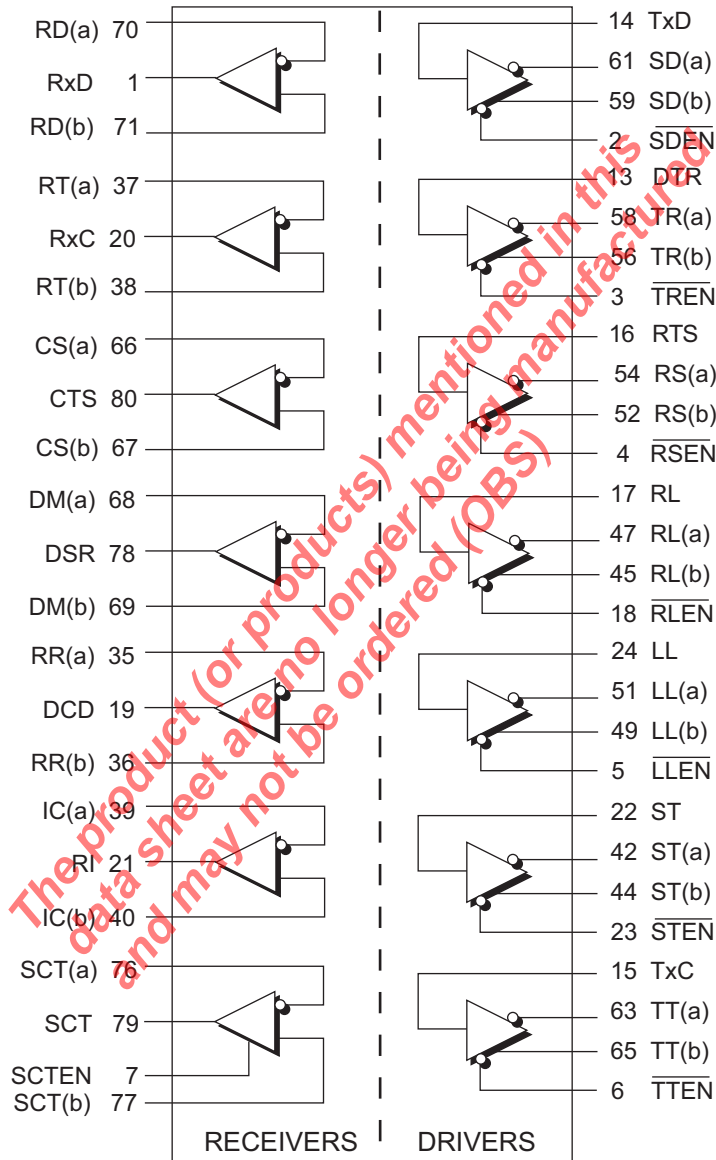 RD(a) 70
RxD 1
RD(b) 71
RT(a) 37
RxC 20
RT(b) 38
CS(a) 66
CTS 80
CS(b) 67
DM(a) 68
DSR 78
DM(b) 69
RR(a) 35
DCD 19
RR(b) 36
IC(a) 39
RI 21
IC(b) 40
SCT(a) 76
SCT 79
SCTEN 7
SCT(b) 77
RECEIVERS
14 TxD
61 SD(a)
59 SD(b)
2 SDEN
13 DTR
58 TR(a)
56 TR(b)
3 TREN
16 RTS
54 RS(a)
52 RS(b)
4 RSEN
17 RL
47 RL(a)
45 RL(b)
18 RLEN
24 LL
51 LL(a)
49 LL(b)
5 LLEN
22 ST
42 ST(a)
44 ST(b)
23 STEN
15 TxC
63 TT(a)
65 TT(b)
6 TTEN
DRIVERS
The product (or products) mentioned in this
data sheet are no longer being manufactured
and may not be ordered (OBS)